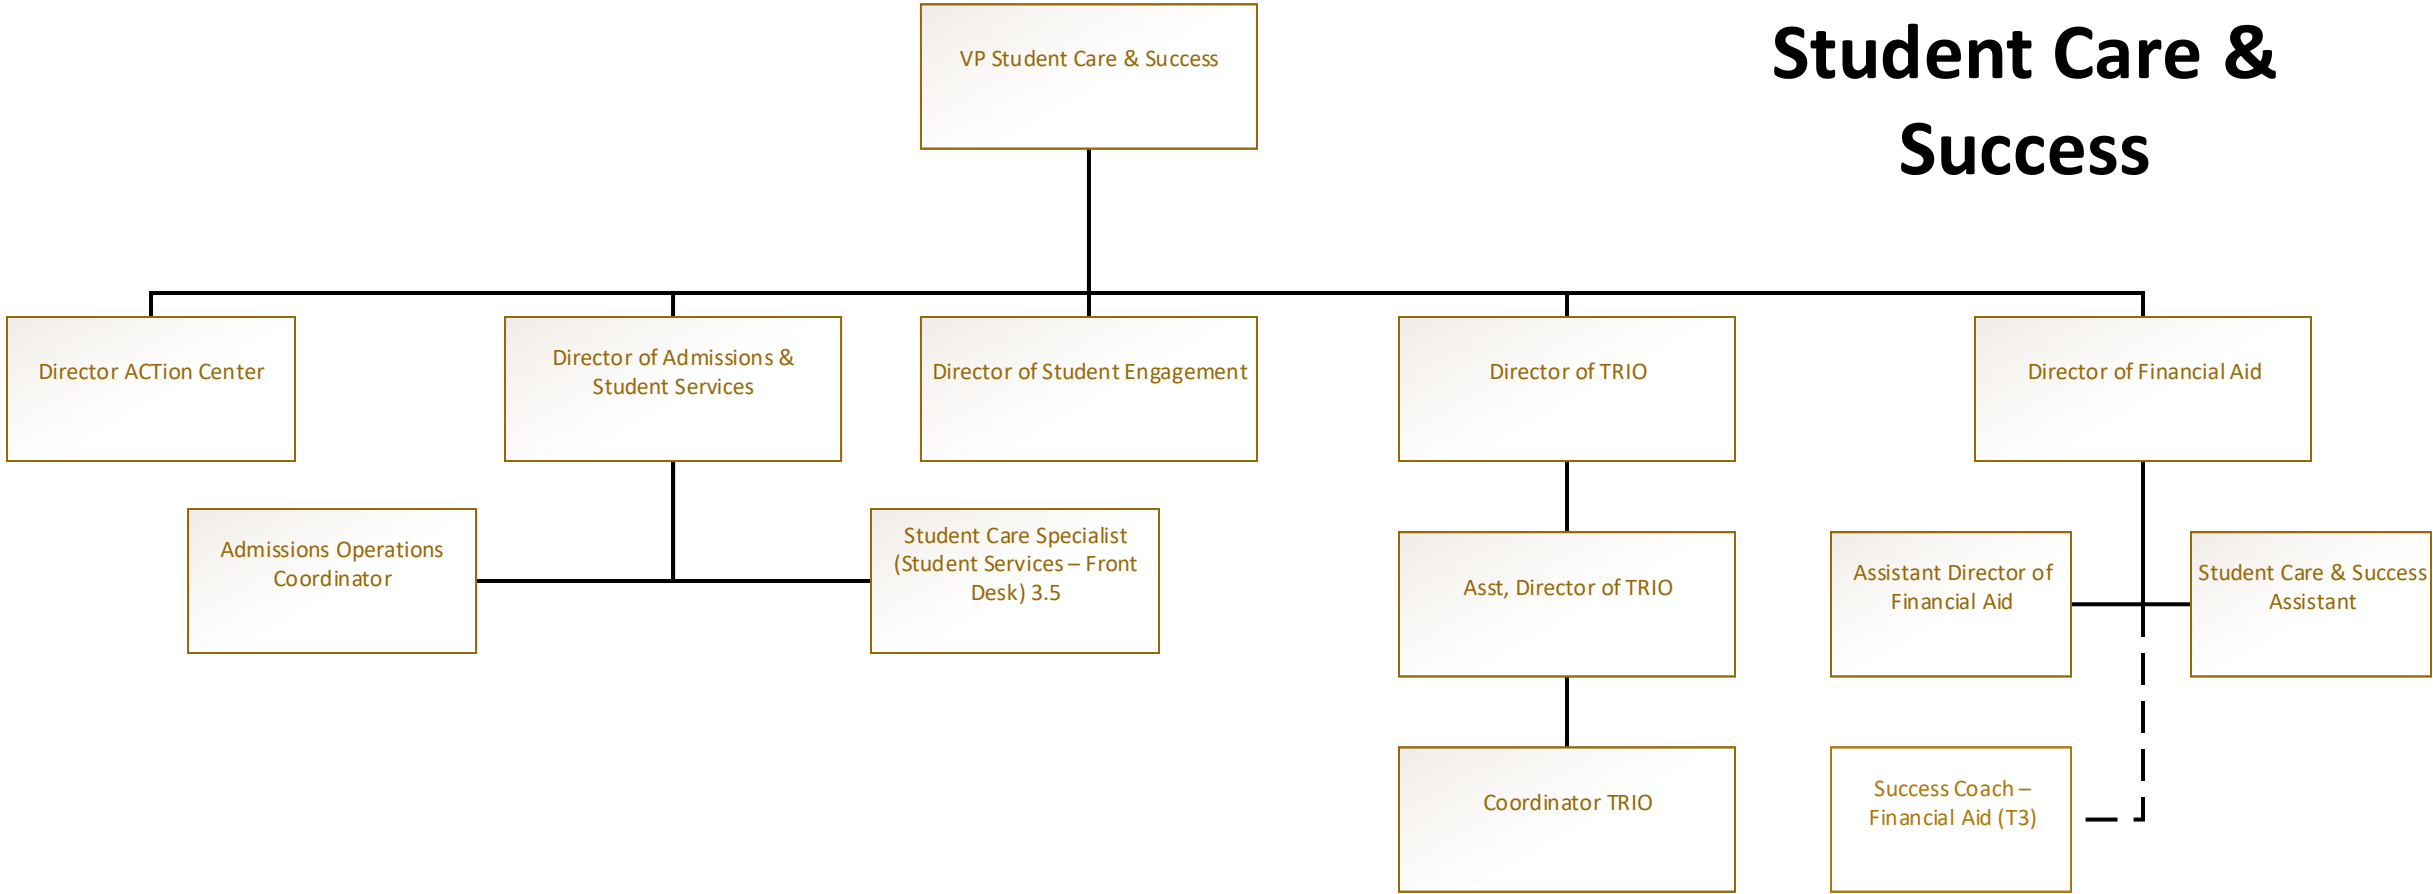 Student Care &
Success
VP Student Care & Success
Director ACTion Center
Director of Admissions &
Student Services
Director of Student Engagement
Director of TRIO
Director of Financial Aid
Admissions Operations
Coordinator
Student Care Specialist
(Student Services – Front
Desk) 3.5
Asst, Director of TRIO
Assistant Director of
Financial Aid
Student Care & Success
Assistant
Coordinator TRIO
Success Coach –
Financial Aid (T3)